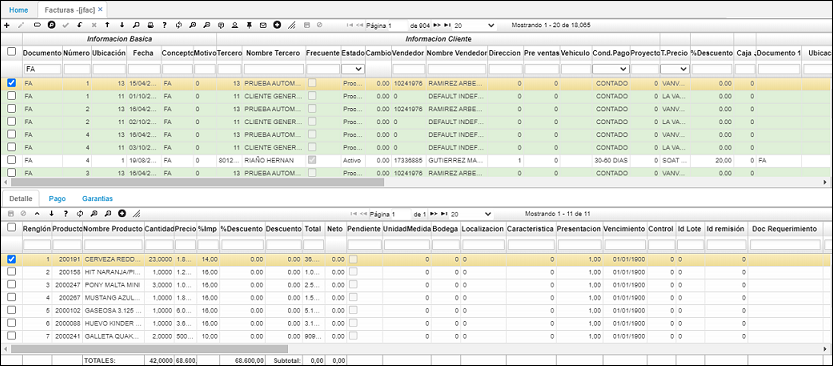 Home Facturas -[jfac]
Página 1 de 904 20 Mostrando 1 - 20 de 18,065
Informacion Basica Informacion Cliente
Documento Número Ubicación Fecha Concepto Motivo Tercero Nombre Tercero Frecuente Estado Cambio Vendedor Nombre Vendedor Direccion Pre ventas Vehiculo Cond.Pago Proyecto T.Precio %Descuento Caja Documento 1 Ubicac
FA
FA 1 13 15/04/2... FA 0 13 PRUEBA AUTOM... Proc... 0.00 10241976 RAMIREZ ARBE... 0 0 CONTADO 0 VANV... 0.00 0
FA 1 11 01/10/2... FA 0 11 CLIENTE GENER... Proc... 0.00 0 DEFAULT INDEF... 0 0 CONTADO 0 LA VA... 0.00 0
FA 2 13 16/04/2... FA 0 13 PRUEBA AUTOM... Proc... 0.00 10241976 RAMIREZ ARBE... 0 0 CONTADO 0 VANV... 0.00 0
FA 2 11 02/10/2... FA 0 11 CLIENTE GENER... Proc... 0.00 0 DEFAULT INDEF... 0 0 CONTADO 0 LA VA... 0.00 0
FA 4 13 16/04/2... FA 0 13 PRUEBA AUTOM... Proc... 0.00 0 DEFAULT INDEF... 0 0 CONTADO 0 VANV... 0.00 0
FA 4 11 03/10/2... FA 0 11 CLIENTE GENER... Proc... 0.00 0 DEFAULT INDEF... 0 0 CONTADO 0 LA VA... 0.00 0
FA 4 1 19/08/2... FA 0 8012... RIAÑO HERNAN Activo 0.00 17336885 GUTIERREZ MA... 1 0 30-60 DIAS 0 SOAT ... 20,00 0 FA
FA 3 13 16/04/2... FA 0 13 PRUEBA AUTOM... Proc... 0.00 10241976 RAMIREZ ARBE... 0 0 CONTADO 0 VANV... 0.00 0
Detalle Pago Garantias
Página 1 de 1 20 Mostrando 1 - 11 de 11
Renglón Producto Nombre Producto Cantidad Precio %Imp %Descuento Descuento Total Neto Pendiente UnidadMedida Bodega Localizacion Caracteristica Presentacion Vencimiento Control Id Lote Id remisión Doc Requerimiento
1 200191 CERVEZA REDD... 23,0000 1.8... 14,00 0.00 0.00 36.... 0.00 0 0 0 0 1,00 01/01/1900 0 0 0
2 200158 HIT NARANJA/PI... 1,0000 1.2... 16,00 0.00 0.00 1.0... 0.00 0 0 0 0 1,00 01/01/1900 0 0 0
3 2000247 PONY MALTA MINI 3,0000 1.0... 16,00 0.00 0.00 2.5... 0.00 0 0 0 0 1,00 01/01/1900 0 0 0
4 200267 MUSTANG AZUL... 1,0000 1.8... 16,00 0.00 0.00 1.5... 0.00 0 0 0 0 1,00 01/01/1900 0 0 0
5 2000102 GASEOSA 3.125 ... 1,0000 6.0... 16,00 0.00 0.00 5.1... 0.00 0 0 0 0 1,00 01/01/1900 0 0 0
6 2000088 HUEVO KINDER ... 1,0000 3.6... 16,00 0.00 0.00 3.1... 0.00 0 0 0 0 1,00 01/01/1900 0 0 0
7 2000241 GALLETA QUAK... 2,0000 500... 10,00 0.00 0.00 909... 0.00 0 0 0 0 1,00 01/01/1900 0 0 0
TOTALES: 42,0000 68.600, 68.600,00 Subtotal: 0,00 0,00